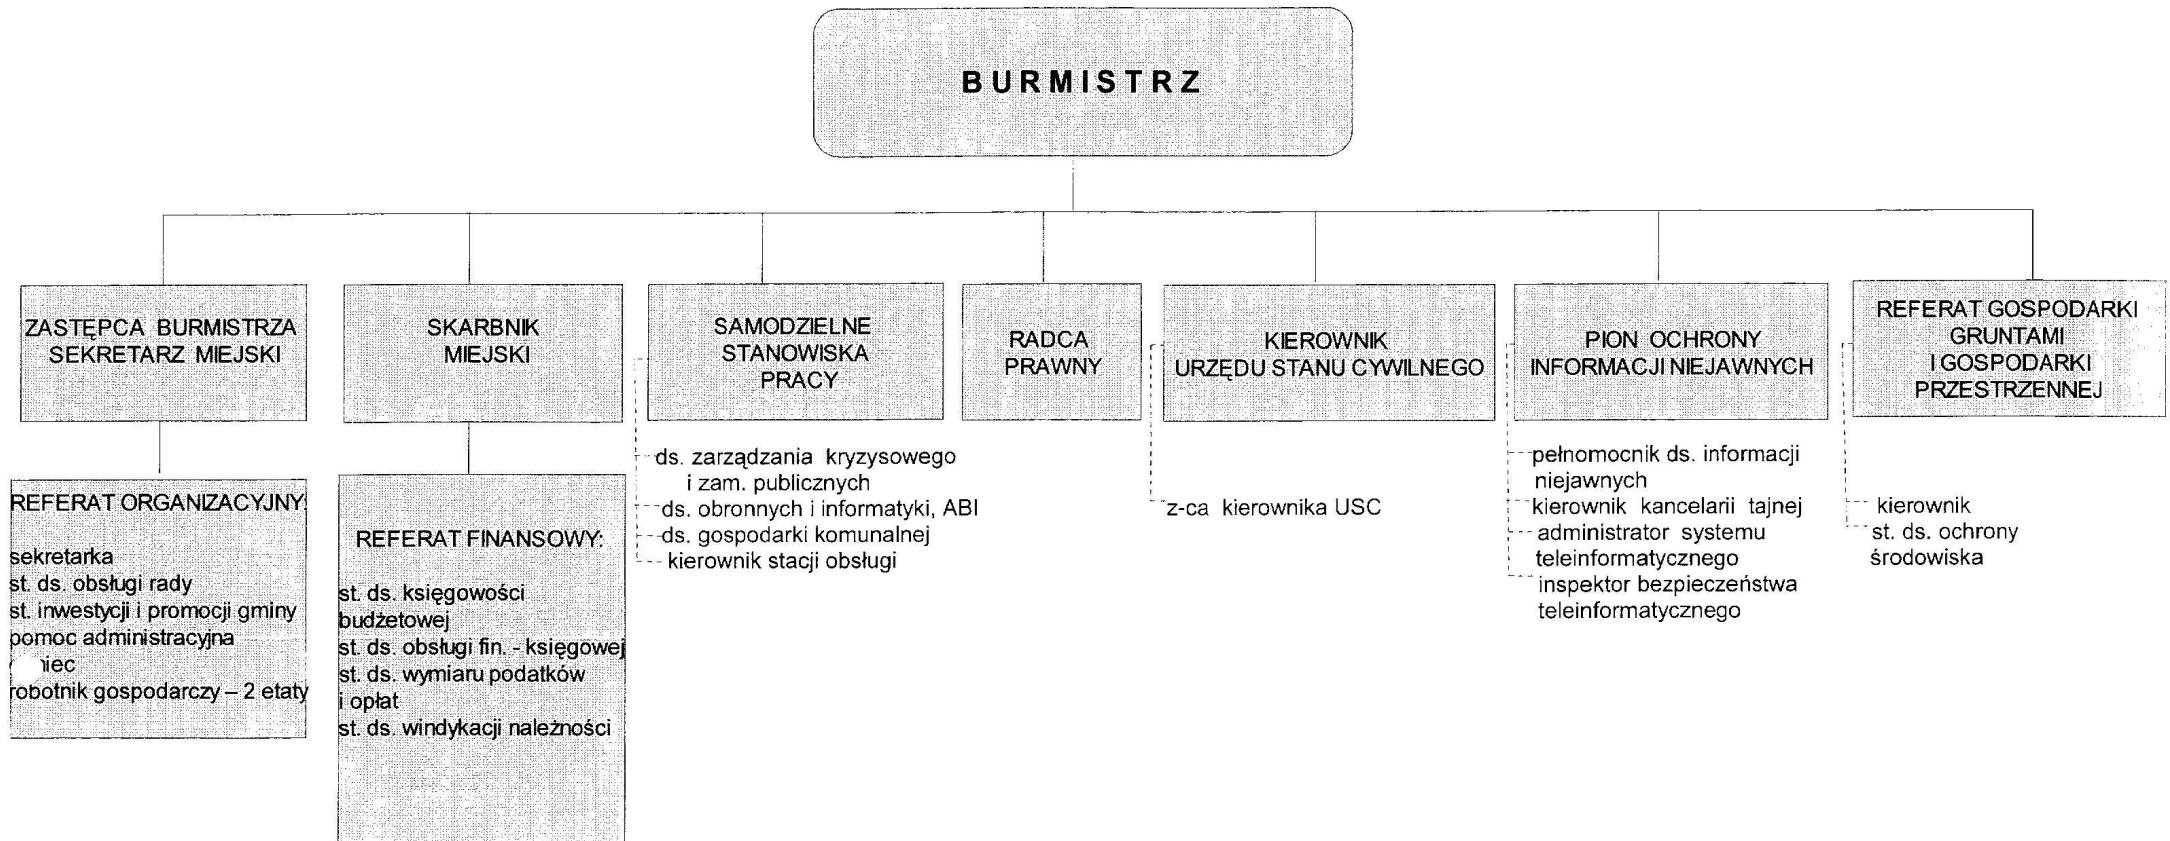 BURMISTRZ
ZASTĘPCA BURMISTRZA
SEKRETARZ MIEJSKI
REFERAT ORGANIZACYJNY:
sekretarka
st. ds. obsługi rady
st. inwestycji i promocji gminy
pomoc administracyjna
robotnik gospodarczy – 2 etaty
SKARBNIK
MIEJSKI
REFERAT FINANSOWY:
st. ds. księgowości
budżetowej
st. ds. obsługi fin. - księgowej
st. ds. wymiaru podatków
i opłat
st. ds. windykacji należności
SAMODZIELNE
STANOWISKA
PRACY
ds. zarządzania kryzysowego
i zam. publicznych
ds. obronnych i informatyki, ABI
ds. gospodarki komunalnej
kierownik stacji obsługi
RADCA
PRAWNY
KIEROWNIK
URZĘDU STANU CYWILNEGO
z-ca kierownika USC
PION OCHRONY
INFORMACJI NIEJAWNYCH
pełnomocnik ds. informacji
niejawnych
kierownik kancelarii tajnej
administrator systemu
teleinformatycznego
inspektor bezpieczeństwa
teleinformatycznego
REFERAT GOSPODARKI
GRUNTAMI
I GOSPODARKI
PRZESTRZENNEJ
kierownik
st. ds. ochrony
środowiska